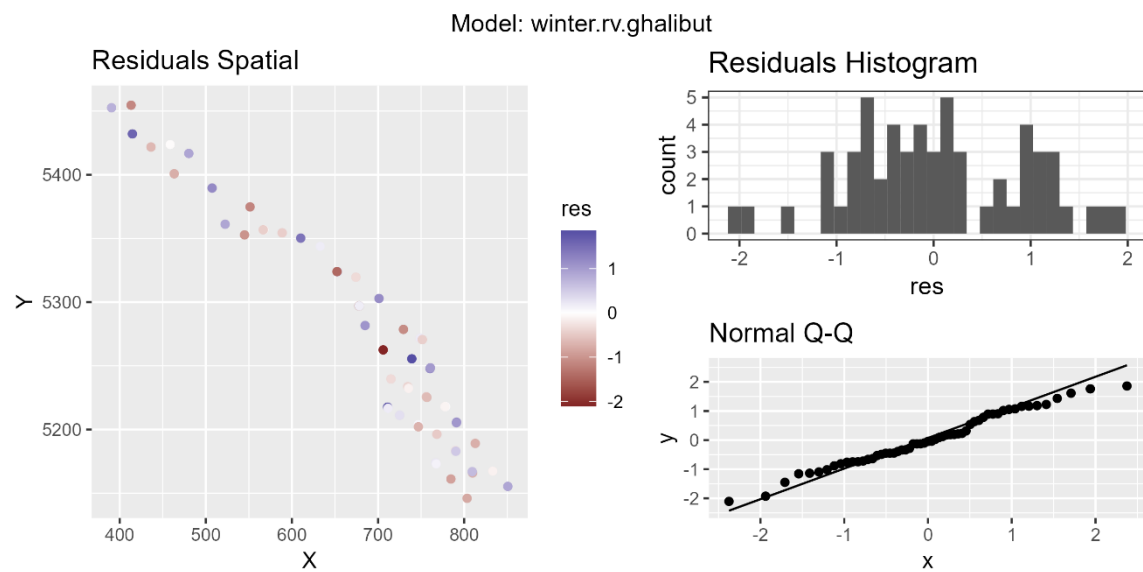 Model: winter.rv.ghalibut
Residuals Spatial
Y
5400
5300
5200
400 500 600 700 800
X
res
1
0
-1
-2
Residuals Histogram
count
5
4
3
2
1
0
-2 -1 0 1 2
res
Normal Q-Q
y
2
1
0
-1
-2
-2 -1 0 1 2
x